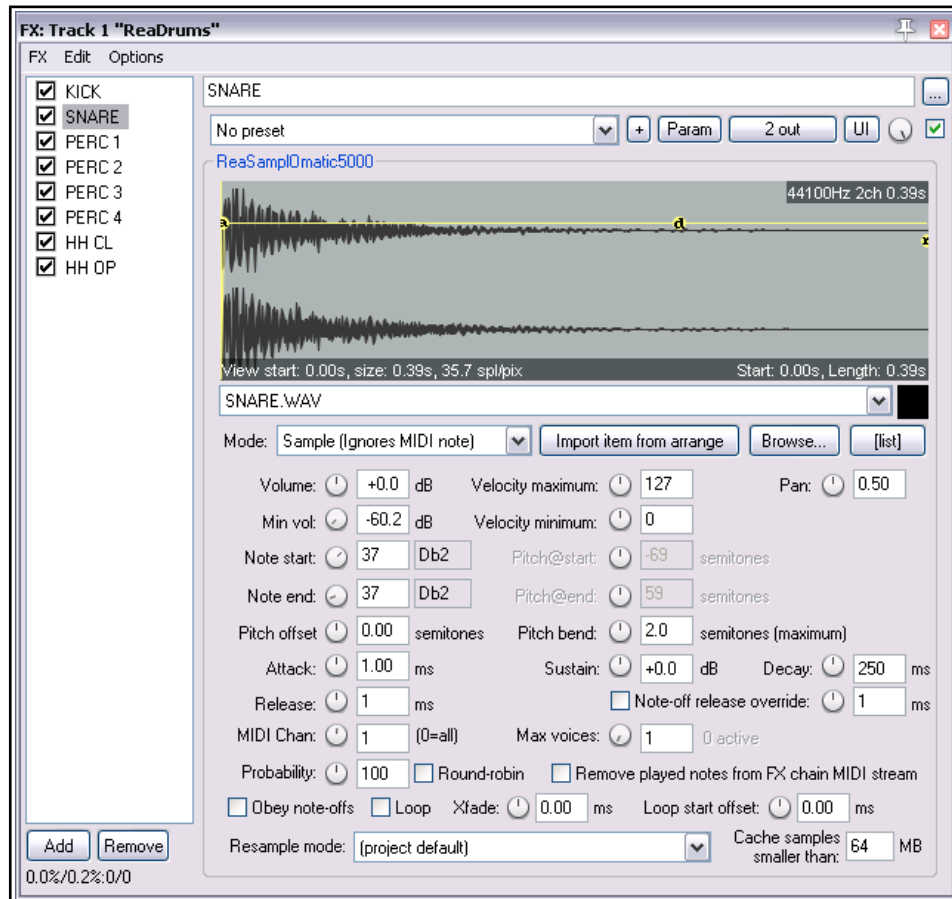 FX: Track 1 "ReaDrums"
FX Edit Options
KICK
SNARE
PERC 1
PERC 2
PERC 3
PERC 4
HH CL
HH OP
Add Remove
0.0%/0.2%:0/0
SNARE ...
No preset + Param 2 out UI
ReaSamplOmatic5000
44100Hz 2ch 0.39s
a d r
View start: 0.00s, size: 0.39s, 35.7 spl/pix Start: 0.00s, Length: 0.39s
SNARE.WAV
Mode: Sample (Ignores MIDI note) Import item from arrange Browse... [list]
Volume: +0.0 dB Velocity maximum: 127 Pan: 0.50
Min vol: -60.2 dB Velocity minimum: 0
Note start: 37 Db2 Pitch@start: -69 semitones
Note end: 37 Db2 Pitch@end: 59 semitones
Pitch offset 0.00 semitones Pitch bend: 2.0 semitones (maximum)
Attack: 1.00 ms Sustain: +0.0 dB Decay: 250 ms
Release: 1 ms Note-off release override: 1 ms
MIDI Chan: 1 (0=all) Max voices: 1 0 active
Probability: 100 Round-robin Remove played notes from FX chain MIDI stream
Obey note-offs Loop Xfade: 0.00 ms Loop start offset: 0.00 ms
Resample mode: (project default) Cache samples smaller than: 64 MB